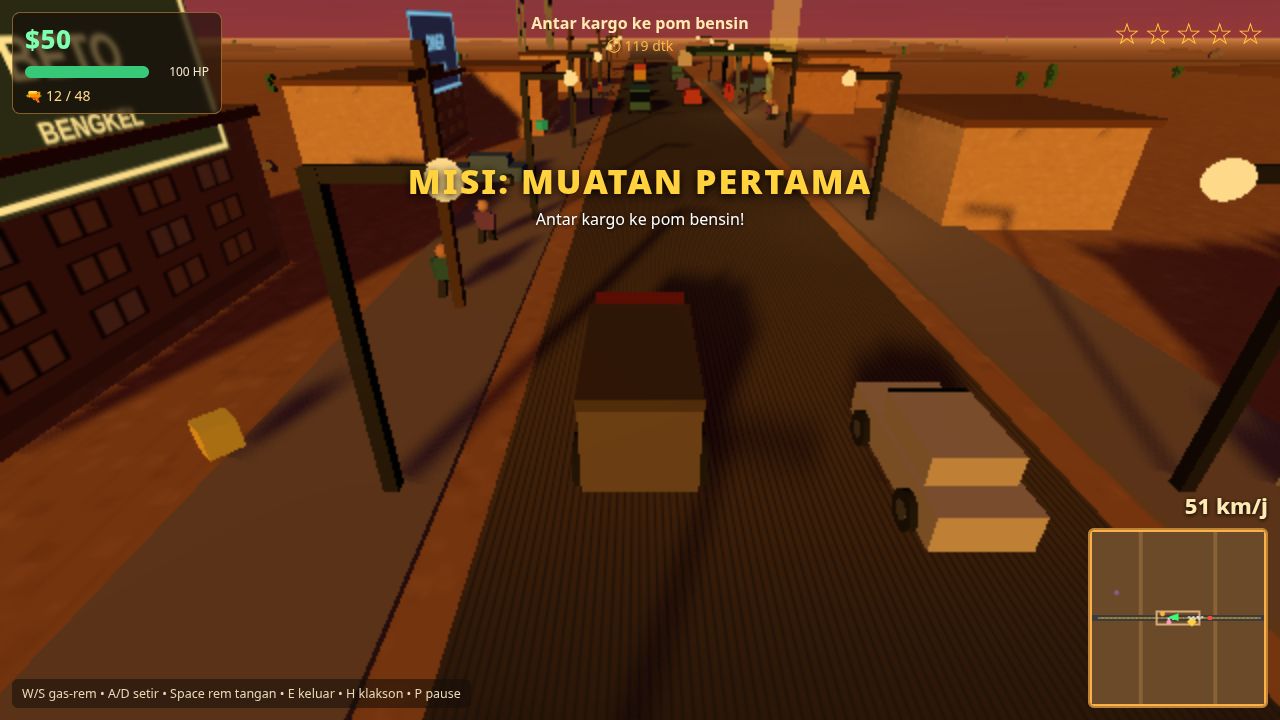 $50
100 HP
12 / 48
Antar kargo ke pom bensin
119 dtk
BENGKEL
DINER
MISI: MUATAN PERTAMA
Antar kargo ke pom bensin!
51 km/j
W/S gas-rem • A/D setir • Space rem tangan • E keluar • H klakson • P pause